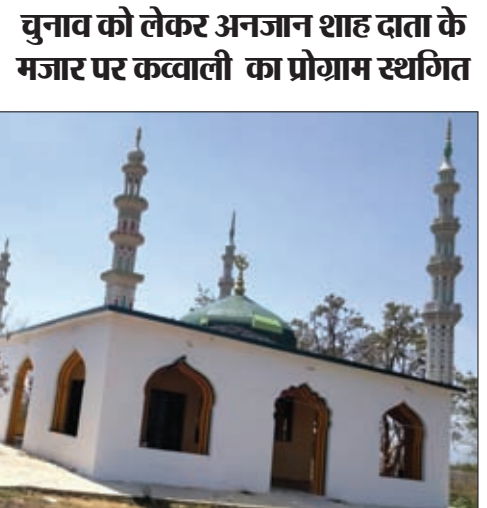 चुनाव को लेकर अनजान शाह दाता के
मजार पर कव्वाली का प्रोग्राम स्थगित